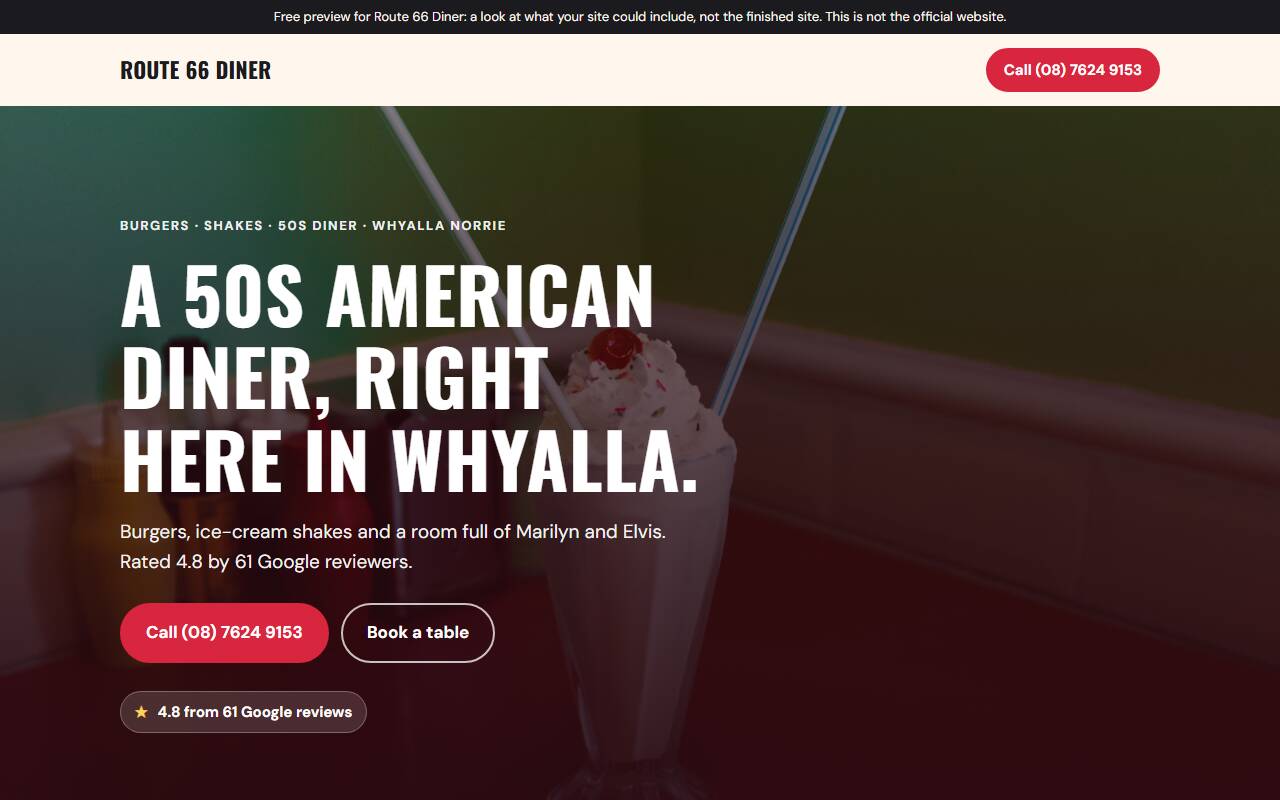 Free preview for Route 66 Diner: a look at what your site could include, not the finished site. This is not the official website.
ROUTE 66 DINER
Call (08) 7624 9153
BURGERS · SHAKES · 50S DINER · WHYALLA NORRIE
A 50S AMERICAN
DINER, RIGHT
HERE IN WHYALLA.
Burgers, ice-cream shakes and a room full of Marilyn and Elvis.
Rated 4.8 by 61 Google reviewers.
Call (08) 7624 9153
Book a table
★ 4.8 from 61 Google reviews